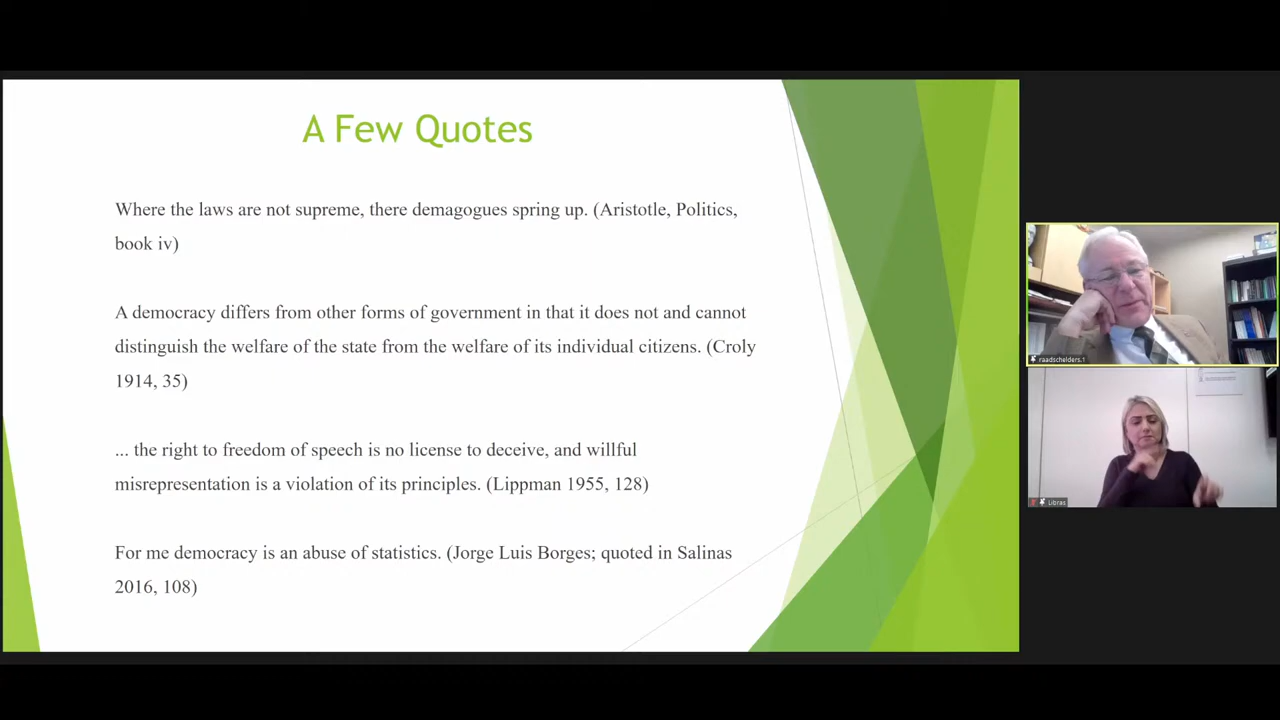 A Few Quotes
Where the laws are not supreme, there demagogues spring up. (Aristotle, Politics,
book iv)
A democracy differs from other forms of government in that it does not and cannot
distinguish the welfare of the state from the welfare of its individual citizens. (Croly
1914, 35)
... the right to freedom of speech is no license to deceive, and willful
misrepresentation is a violation of its principles. (Lippman 1955, 128)
For me democracy is an abuse of statistics. (Jorge Luis Borges; quoted in Salinas
2016, 108)
raadschelders.1
Libras